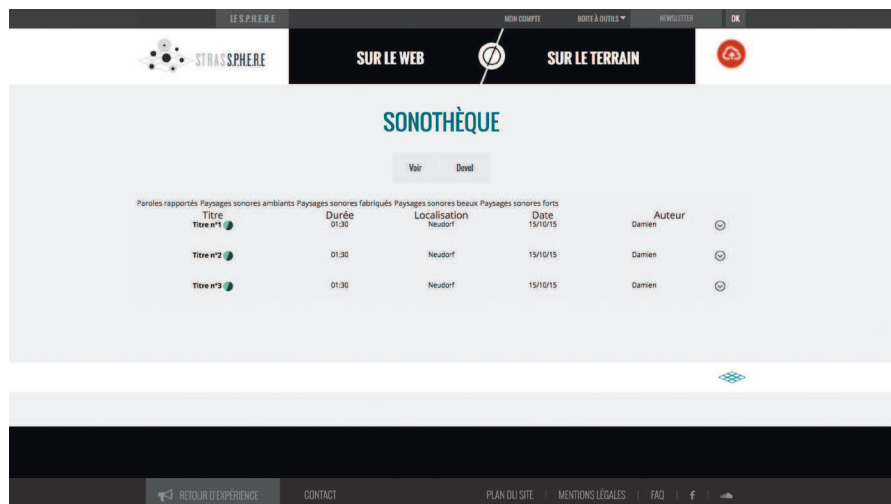 LE S.P.H.E.R.E MON COMPTE BOITE À OUTILS NEWSLETTER OK
STRASS.PHE.R.E SUR LE WEB SUR LE TERRAIN
SONOTHÈQUE
Voir Devel
Paroles rapportés Paysages sonores ambiants Paysages sonores fabriqués Paysages sonores beaux Paysages sonores forts
Titre Durée Localisation Date Auteur
Titre n°1 01:30 Neudorf 15/10/15 Damien
Titre n°2 01:30 Neudorf 15/10/15 Damien
Titre n°3 01:30 Neudorf 15/10/15 Damien
RETOUR D'EXPÉRIENCE CONTACT PLAN DU SITE | MENTIONS LÉGALES | FAQ | f |